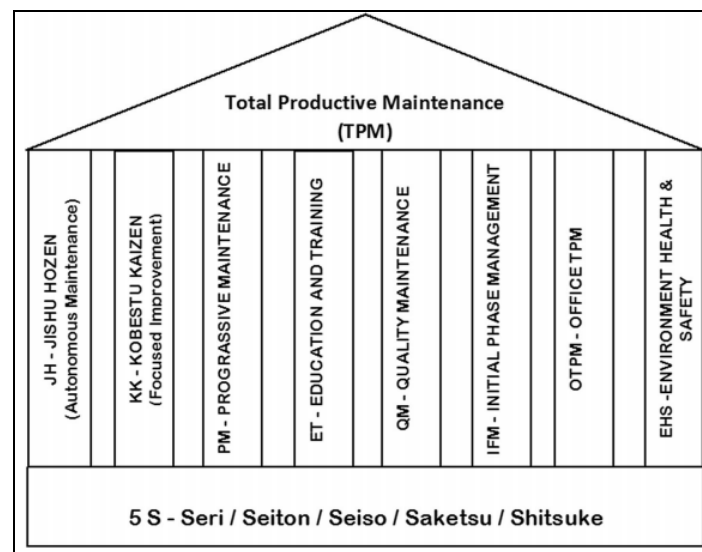 Total Productive Maintenance
(TPM)
JH - JISHU HOZEN
(Autonomous Maintenance)
KK - KOBESTU KAIZEN
(Focused Improvement)
PM - PROGRASSIVE MAINTENANCE
ET - EDUCATION AND TRAINING
QM - QUALITY MAINTENANCE
IFM - INITIAL PHASE MANAGEMENT
OTPM - OFFICE TPM
EHS -ENVIRONMENT HEALTH &
SAFETY
5 S - Seri / Seiton / Seiso / Saketsu / Shitsuke